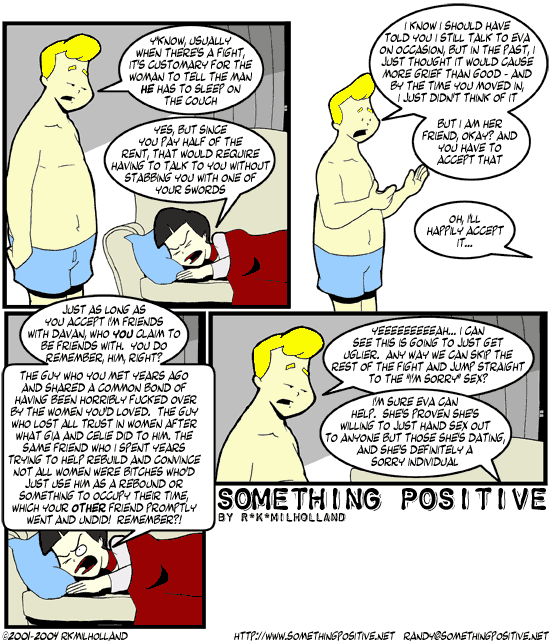 Y'KNOW, USUALLY
WHEN THERE'S A FIGHT,
IT'S CUSTOMARY FOR THE
WOMAN TO TELL THE MAN
HE HAS TO SLEEP ON
THE COUCH
YES, BUT SINCE
YOU PAY HALF OF THE
RENT, THAT WOULD REQUIRE
HAVING TO TALK TO YOU WITHOUT
STABBING YOU WITH ONE OF
YOUR SWORDS
I KNOW I SHOULD HAVE
TOLD YOU I STILL TALK TO EVA
ON OCCASION, BUT IN THE PAST, I
JUST THOUGHT IT WOULD CAUSE
MORE GRIEF THAN GOOD - AND
BY THE TIME YOU MOVED IN,
I JUST DIDN'T THINK OF IT
BUT I AM HER
FRIEND, OKAY? AND
YOU HAVE TO
ACCEPT THAT
OH, I'LL
HAPPILY ACCEPT
IT...
JUST AS LONG AS
YOU ACCEPT I'M FRIENDS
WITH DAVAN, WHO YOU CLAIM TO
BE FRIENDS WITH. YOU DO
REMEMBER, HIM, RIGHT?
THE GUY WHO YOU MET YEARS AGO
AND SHARED A COMMON BOND OF
HAVING BEEN HORRIBLY FUCKED OVER
BY THE WOMEN YOU'D LOVED. THE GUY
WHO LOST ALL TRUST IN WOMEN AFTER
WHAT GIA AND CELIE DID TO HIM. THE
SAME FRIEND WHO I SPENT YEARS
TRYING TO HELP REBUILD AND CONVINCE
NOT ALL WOMEN WERE BITCHES WHO'D
JUST USE HIM AS A REBOUND OR
SOMETHING TO OCCUPY THEIR TIME,
WHICH YOUR OTHER FRIEND PROMPTLY
WENT AND UNDID! REMEMBER?!
YEEEEEEEEEAH... I CAN
SEE THIS IS GOING TO JUST GET
UGLIER. ANY WAY WE CAN SKIP THE
REST OF THE FIGHT AND JUMP STRAIGHT
TO THE "I'M SORRY" SEX?
I'M SURE EVA CAN
HELP. SHE'S PROVEN SHE'S
WILLING TO JUST HAND SEX OUT
TO ANYONE BUT THOSE SHE'S DATING,
AND SHE'S DEFINITELY A
SORRY INDIVIDUAL
SOMETHING POSITIVE
BY R*K*MILHOLLAND
©2001-2004 RKMILHOLLAND HTTP://WWW.SOMETHINGPOSITIVE.NET RANDY@SOMETHINGPOSITIVE.NET